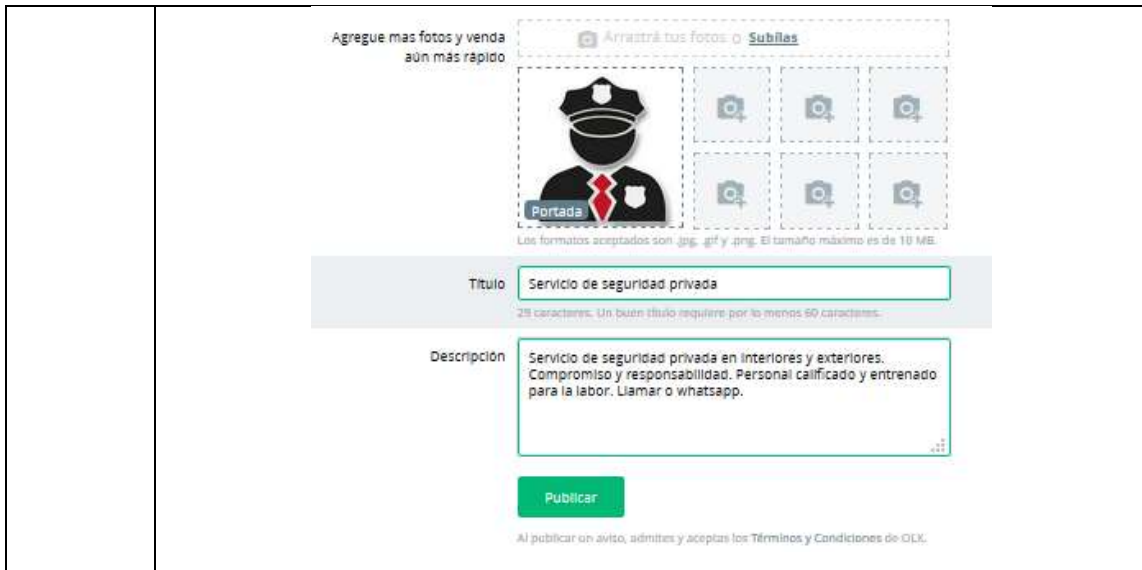 Agregue mas fotos y venda
aún más rápido
Arrastrá tus fotos o Subílas
Portada
Los formatos aceptados son .jpg, .gif y .png. El tamaño máximo es de 10 MB.
Título
Servicio de seguridad privada
29 caracteres. Un buen título requiere por lo menos 60 caracteres.
Descripción
Servicio de seguridad privada en interiores y exteriores.
Compromiso y responsabilidad. Personal calificado y entrenado
para la labor. Llamar o whatsapp.
Publicar
Al publicar un aviso, admites y aceptas los Términos y Condiciones de OLX.